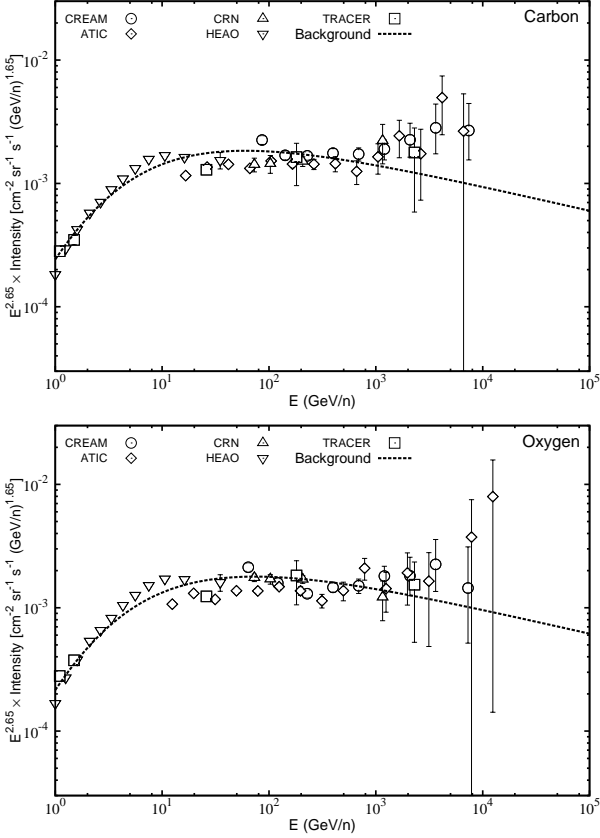 CREAM CRN TRACER Carbon
ATIC HEAO Background
E^2.65 × Intensity [cm^-2 sr^-1 s^-1 (GeV/n)^1.65]
10^-2
10^-3
10^-4
10^0 10^1 10^2 10^3 10^4 10^5
E (GeV/n)
CREAM CRN TRACER Oxygen
ATIC HEAO Background
E^2.65 × Intensity [cm^-2 sr^-1 s^-1 (GeV/n)^1.65]
10^-2
10^-3
10^-4
10^0 10^1 10^2 10^3 10^4 10^5
E (GeV/n)